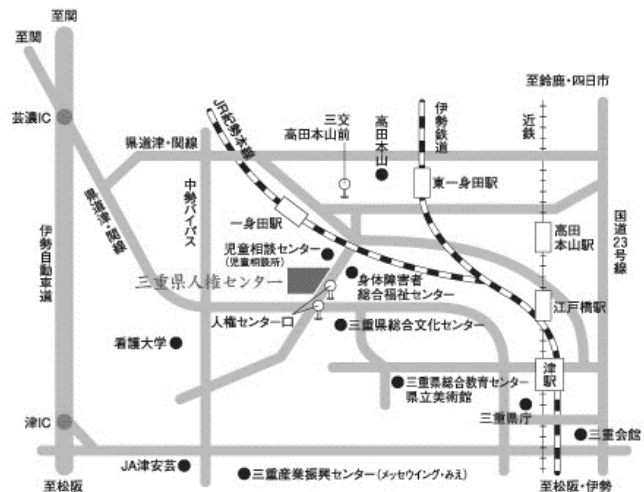 至関
至関
至鈴鹿・四日市
芸濃IC
県道津・関線
JR紀勢本線
三交
高田本山前
高田本山
伊勢鉄道
近鉄
東一身田駅
県道津・関線
中勢バイパス
一身田駅
高田
本山駅
国道23号線
伊勢自動車道
児童相談センター
(児童相談所)
三重県人権センター
身体障害者
総合福祉センター
江戸橋駅
人権センター口
三重県総合文化センター
看護大学
津駅
三重県総合教育センター
県立美術館
三重県庁
津IC
三重会館
JA津安芸
三重産業振興センター(メッセウイング・みえ)
至松阪
至松阪・伊勢